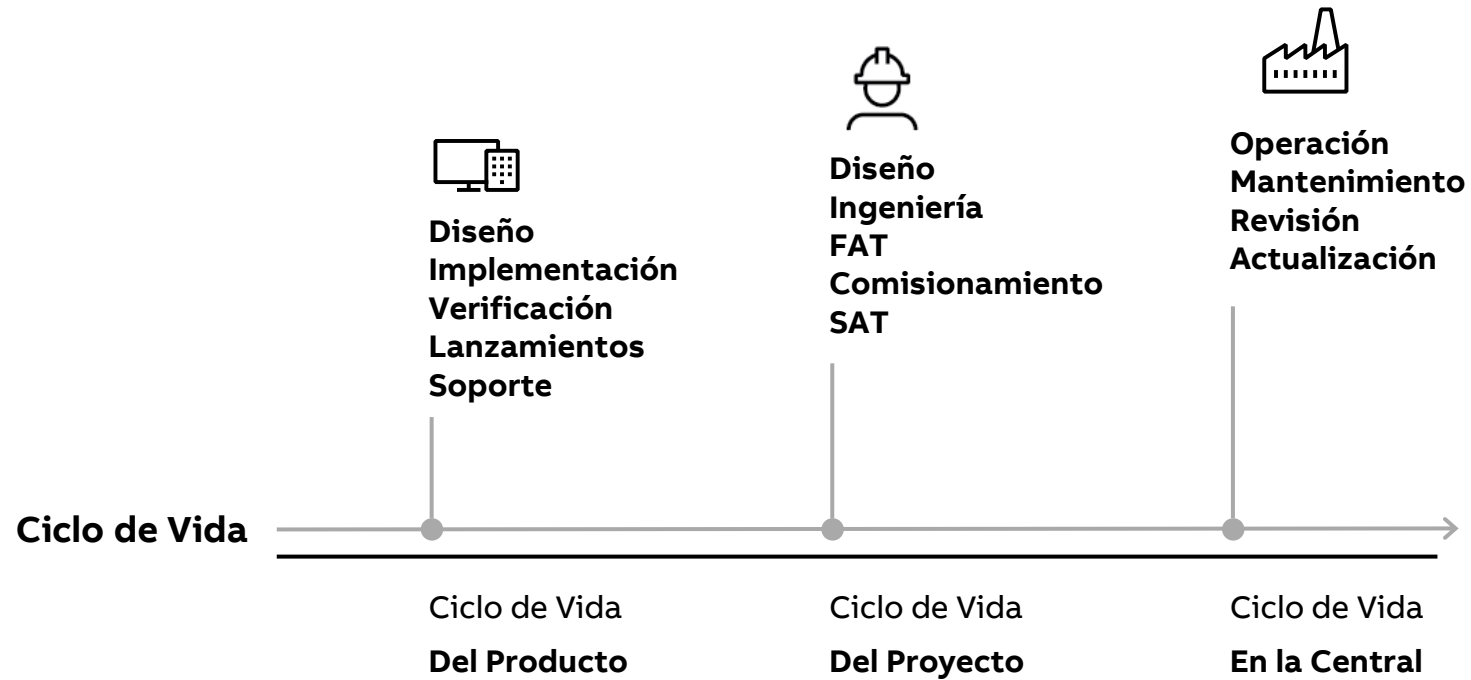 Diseño
Implementación
Verificación
Lanzamientos
Soporte
Diseño
Ingeniería
FAT
Comisionamiento
SAT
Operación
Mantenimiento
Revisión
Actualización
Ciclo de Vida
Ciclo de Vida
Del Producto
Ciclo de Vida
Del Proyecto
Ciclo de Vida
En la Central